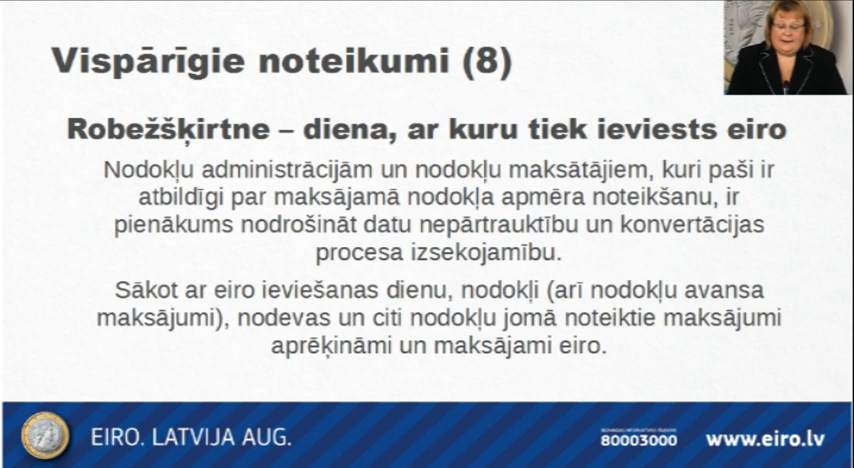 Vispārīgie noteikumi (8)
Robežšķirtne – diena, ar kuru tiek ieviests eiro
Nodokļu administrācijām un nodokļu maksātājiem, kuri paši ir
atbildīgi par maksājamā nodokļa apmēra noteikšanu, ir
pienākums nodrošināt datu nepārtrauktību un konvertācijas
procesa izsekojamību.
Sākot ar eiro ieviešanas dienu, nodokļi (arī nodokļu avansa
maksājumi), nodevas un citi nodokļu jomā noteiktie maksājumi
aprēķināmi un maksājami eiro.
EIRO. LATVIJA AUG.
80003000
www.eiro.lv